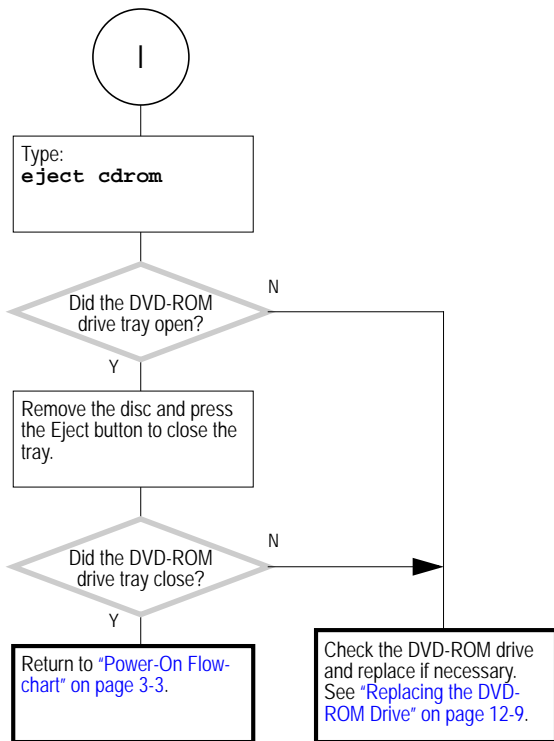 I
Type:
eject cdrom
Did the DVD-ROM
drive tray open?
N
Y
Remove the disc and press
the Eject button to close the
tray.
Did the DVD-ROM
drive tray close?
N
Y
Return to "Power-On Flow-
chart" on page 3-3.
Check the DVD-ROM drive
and replace if necessary.
See "Replacing the DVD-
ROM Drive" on page 12-9.